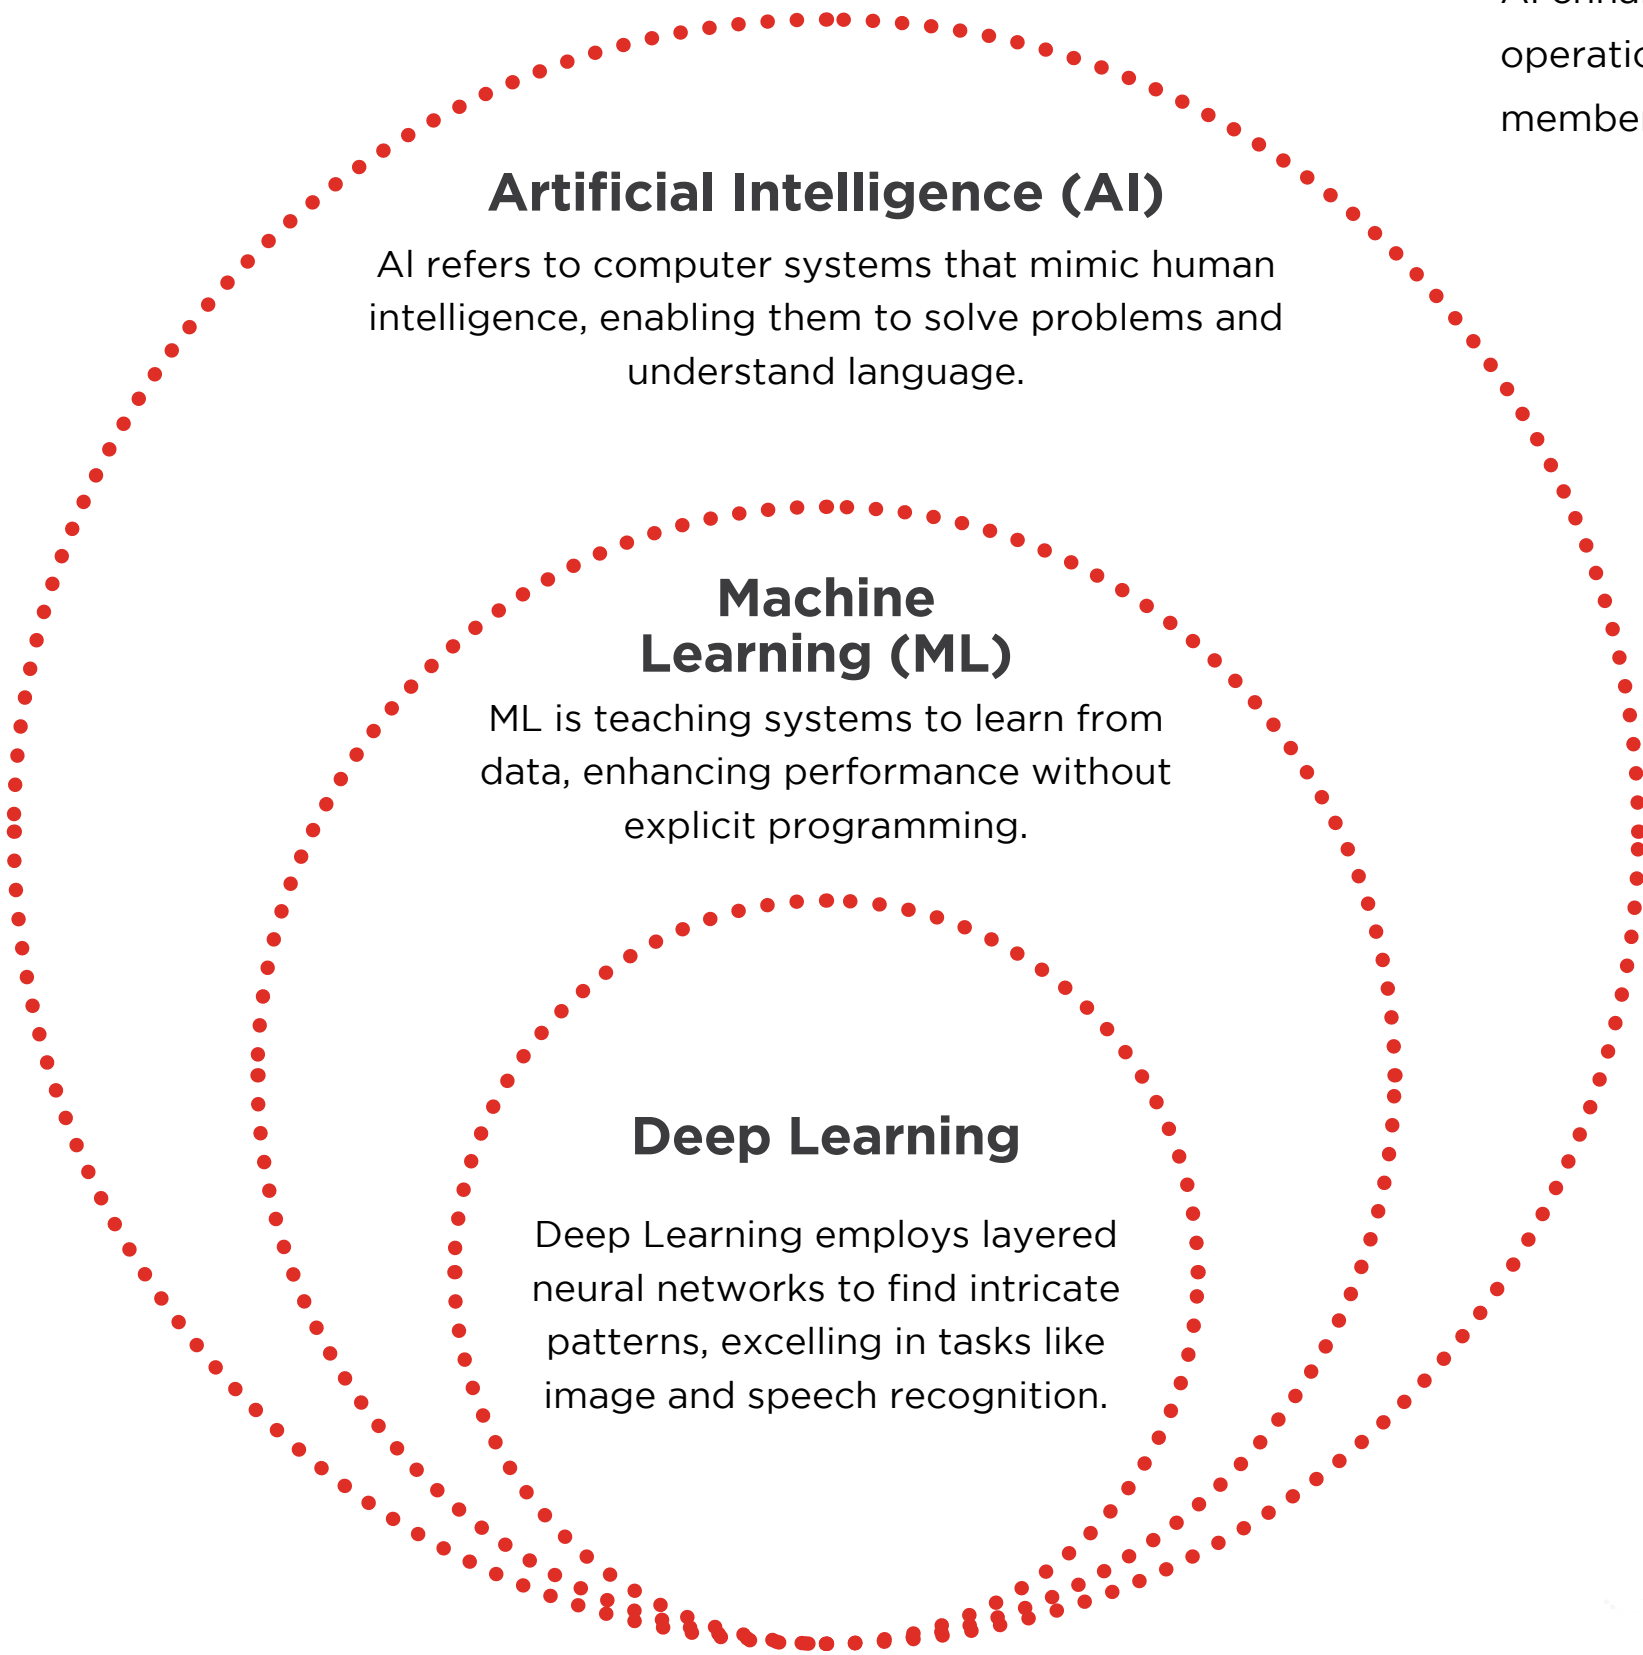 operatio
member
Artificial Intelligence (AI)
AI refers to computer systems that mimic human
intelligence, enabling them to solve problems and
understand language.
Machine
Learning (ML)
ML is teaching systems to learn from
data, enhancing performance without
explicit programming.
Deep Learning
Deep Learning employs layered
neural networks to find intricate
patterns, excelling in tasks like
image and speech recognition.